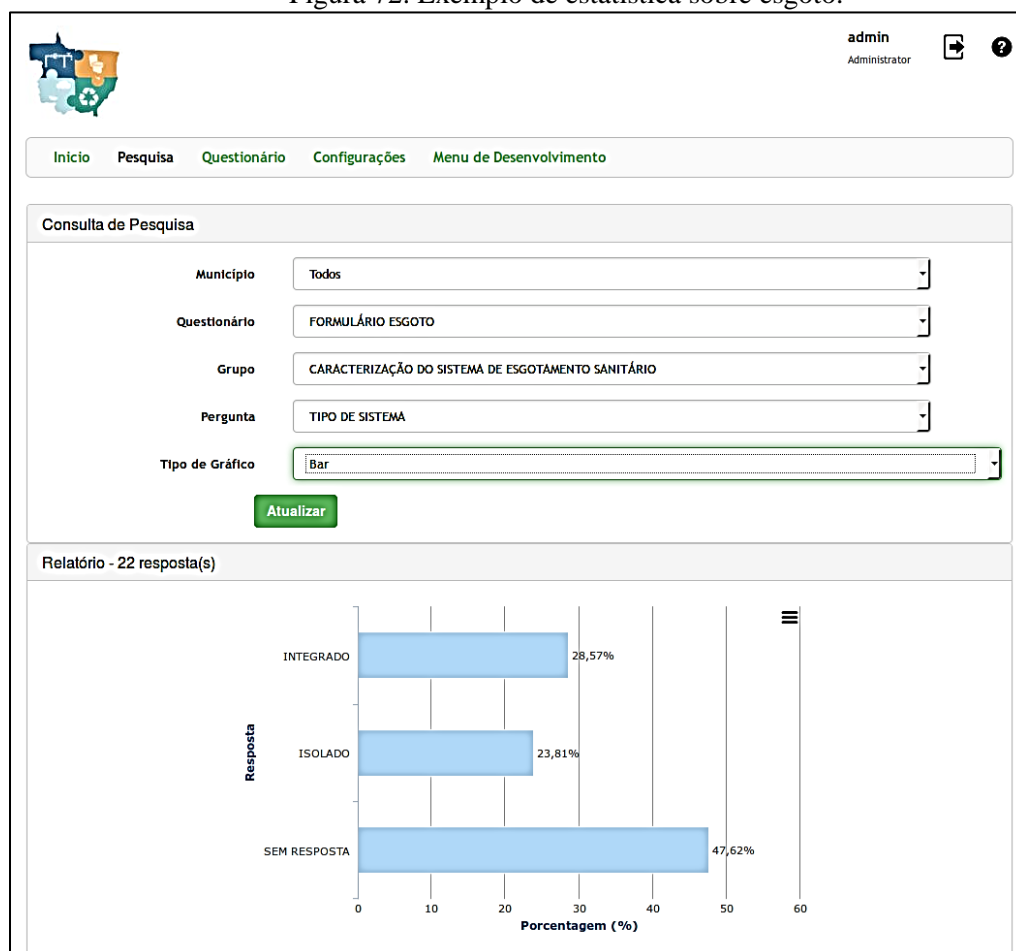 Figura 72. Exemplo de estatística sobre esgoto.
admin
Administrator
Inicio Pesquisa Questionário Configurações Menu de Desenvolvimento
Consulta de Pesquisa
Município Todos
Questionário FORMULÁRIO ESGOTO
Grupo CARACTERIZAÇÃO DO SISTEMA DE ESGOTAMENTO SANITÁRIO
Pergunta TIPO DE SISTEMA
Tipo de Gráfico Bar
Atualizar
Relatório - 22 resposta(s)
INTEGRADO 28,57%
Resposta
ISOLADO 23,81%
SEM RESPOSTA 47,62%
0 10 20 30 40 50 60
Porcentagem (%)